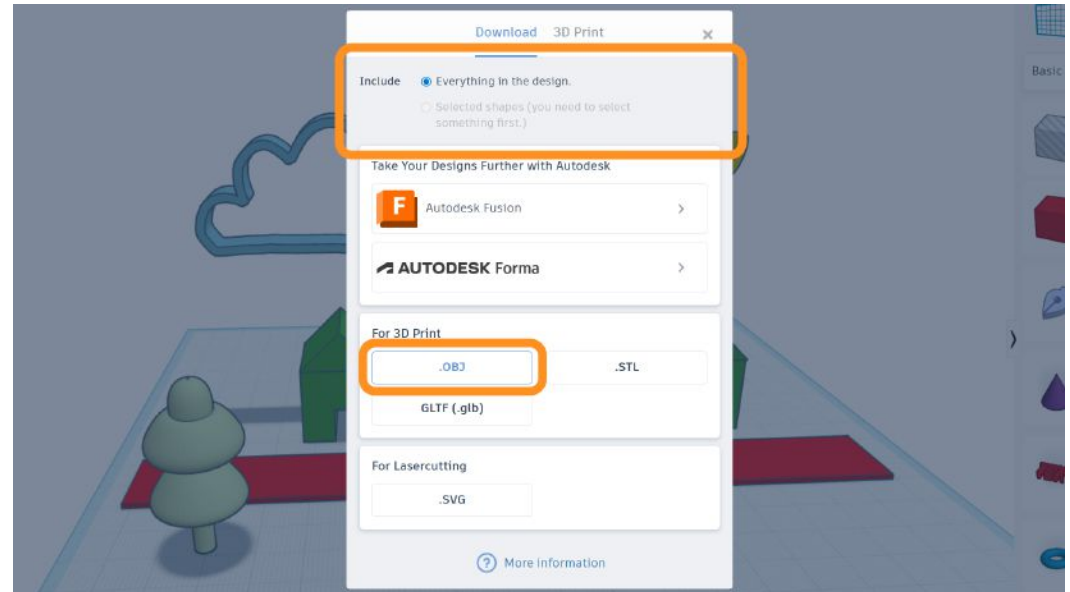 Download 3D Print
Basic
Include Everything in the design.
Selected shapes (you need to select
something first.)
Take Your Designs Further with Autodesk
F Autodesk Fusion
AUTODESK Forma
For 3D Print
.OBJ .STL
GLTF (.glb)
For Lasercutting
.SVG
? More information